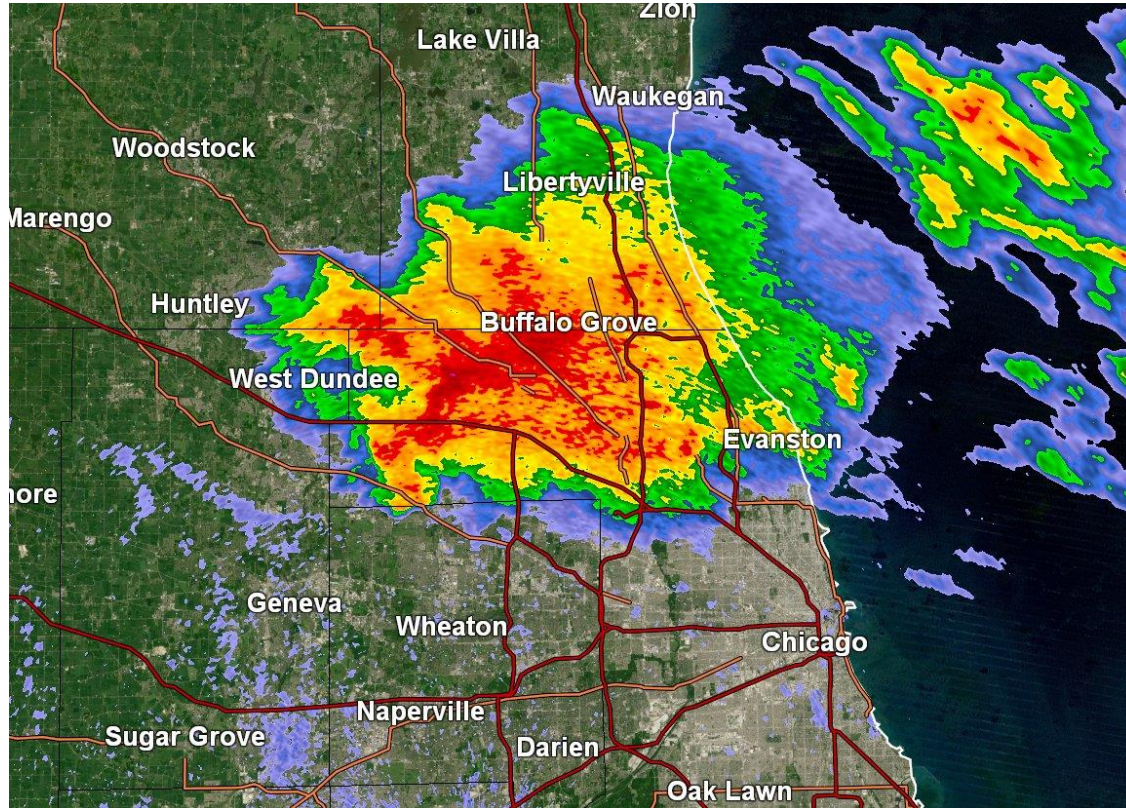 Zion
Lake Villa
Waukegan
Woodstock
Libertyville
Marengo
Huntley
Buffalo Grove
West Dundee
Evanston
nore
Geneva
Wheaton
Chicago
Naperville
Sugar Grove
Darien
Oak Lawn